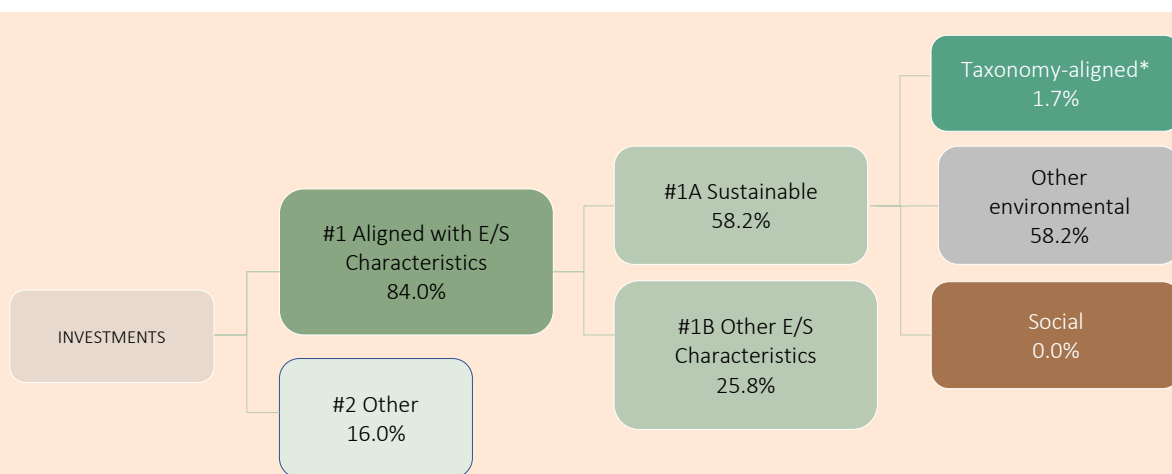 INVESTMENTS
#1 Aligned with E/S
Characteristics
84.0%
#2 Other
16.0%
#1A Sustainable
58.2%
#1B Other E/S
Characteristics
25.8%
Taxonomy-aligned*
1.7%
Other
environmental
58.2%
Social
0.0%